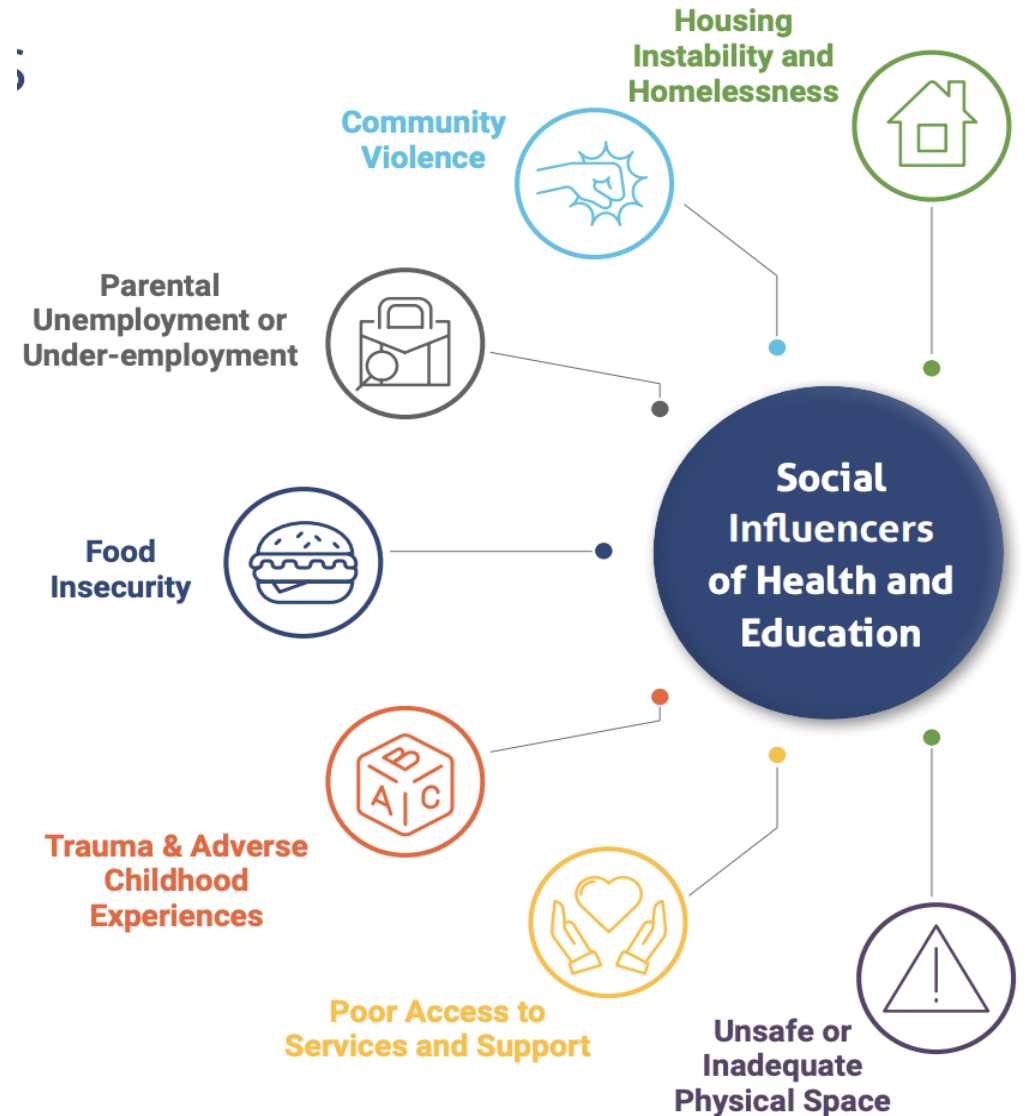 Housing
Instability and
Homelessness
Community
Violence
Parental
Unemployment or
Under-employment
Food
Insecurity
Social
Influencers
of Health and
Education
B
A C
Trauma & Adverse
Childhood
Experiences
Poor Access to
Services and Support
Unsafe or
Inadequate
Physical Space